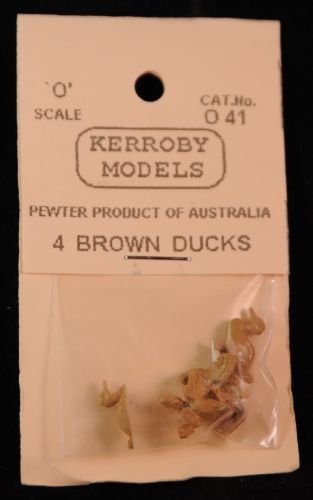 'O'
SCALE
CAT.No.
O 41
KERROBY
MODELS
PEWTER PRODUCT OF AUSTRALIA
4 BROWN DUCKS